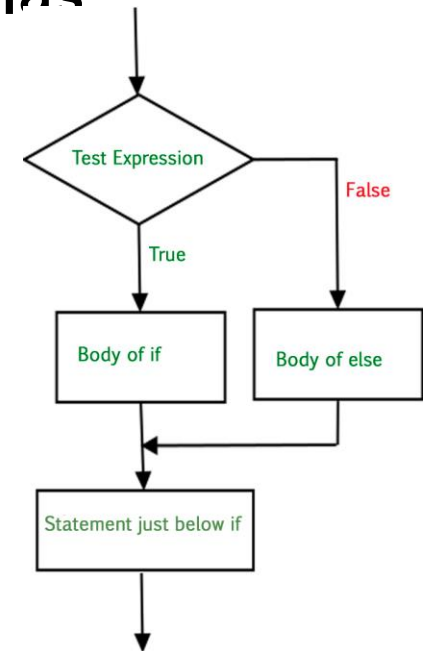 Test Expression
False
True
Body of if
Body of else
Statement just below if